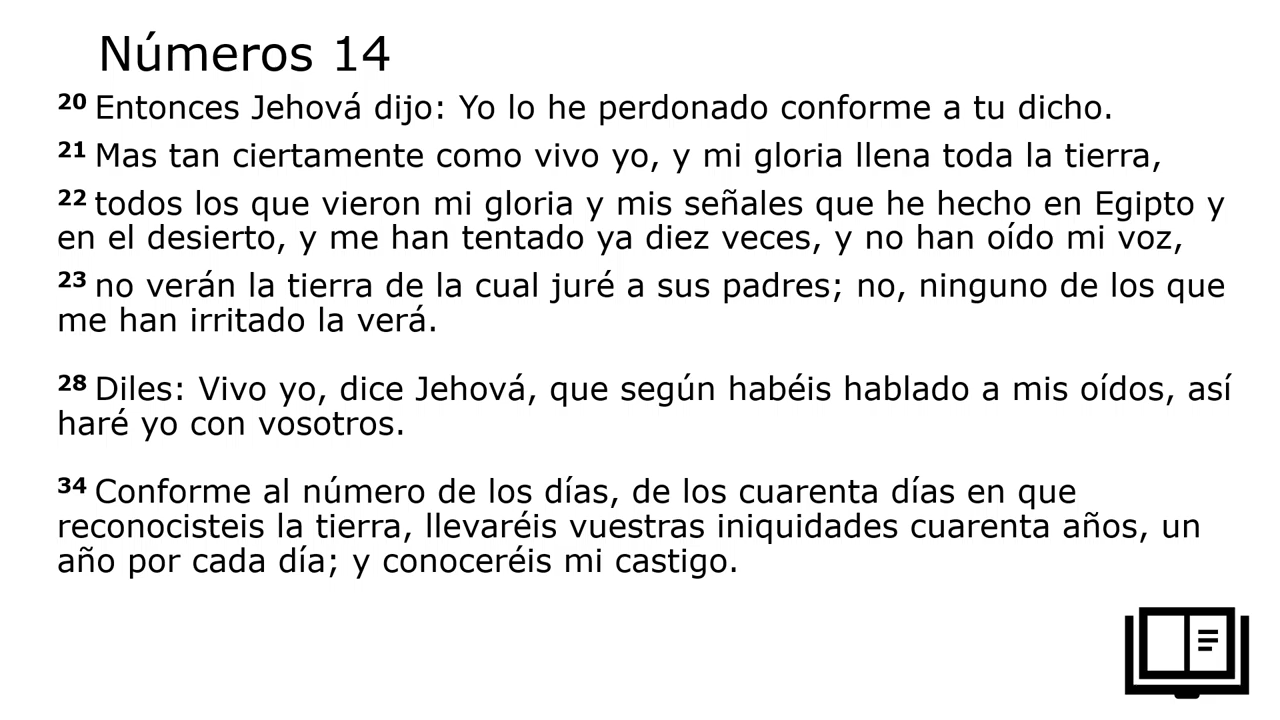 Números 14
20 Entonces Jehová dijo: Yo lo he perdonado conforme a tu dicho.
21 Mas tan ciertamente como vivo yo, y mi gloria llena toda la tierra,
22 todos los que vieron mi gloria y mis señales que he hecho en Egipto y
en el desierto, y me han tentado ya diez veces, y no han oído mi voz,
23 no verán la tierra de la cual juré a sus padres; no, ninguno de los que
me han irritado la verá.
28 Diles: Vivo yo, dice Jehová, que según habéis hablado a mis oídos, así
haré yo con vosotros.
34 Conforme al número de los días, de los cuarenta días en que
reconocisteis la tierra, llevaréis vuestras iniquidades cuarenta años, un
año por cada día; y conoceréis mi castigo.